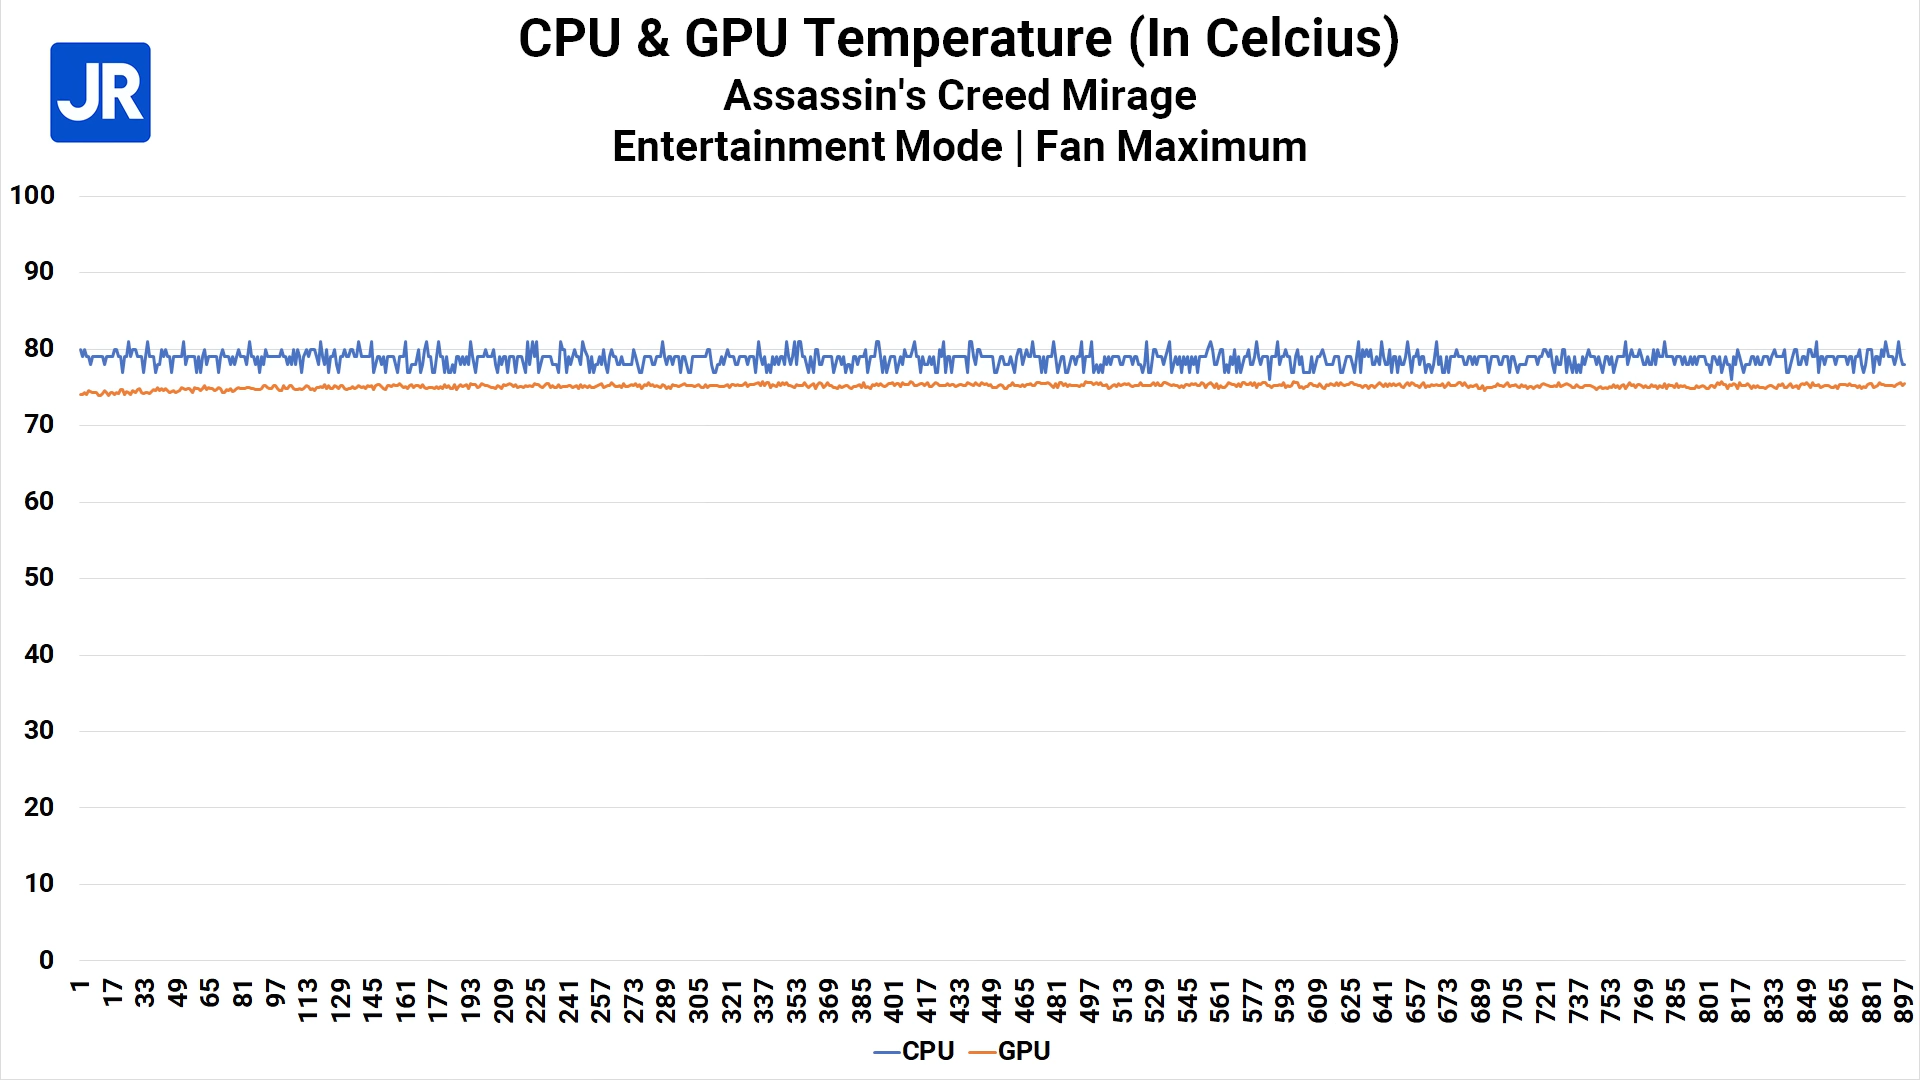 JR
CPU & GPU Temperature (In Celcius)
Assassin's Creed Mirage
Entertainment Mode | Fan Maximum
100
90
80
70
60
50
40
30
20
10
0
1 17 33 49 65 81 97 113 129 145 161 177 193 209 225 241 257 273 289 305 321 337 353 369 385 401 417 433 449 465 481 497 513 529 545 561 577 593 609 625 641 657 673 689 705 721 737 753 769 785 801 817 833 849 865 881 897
CPU GPU